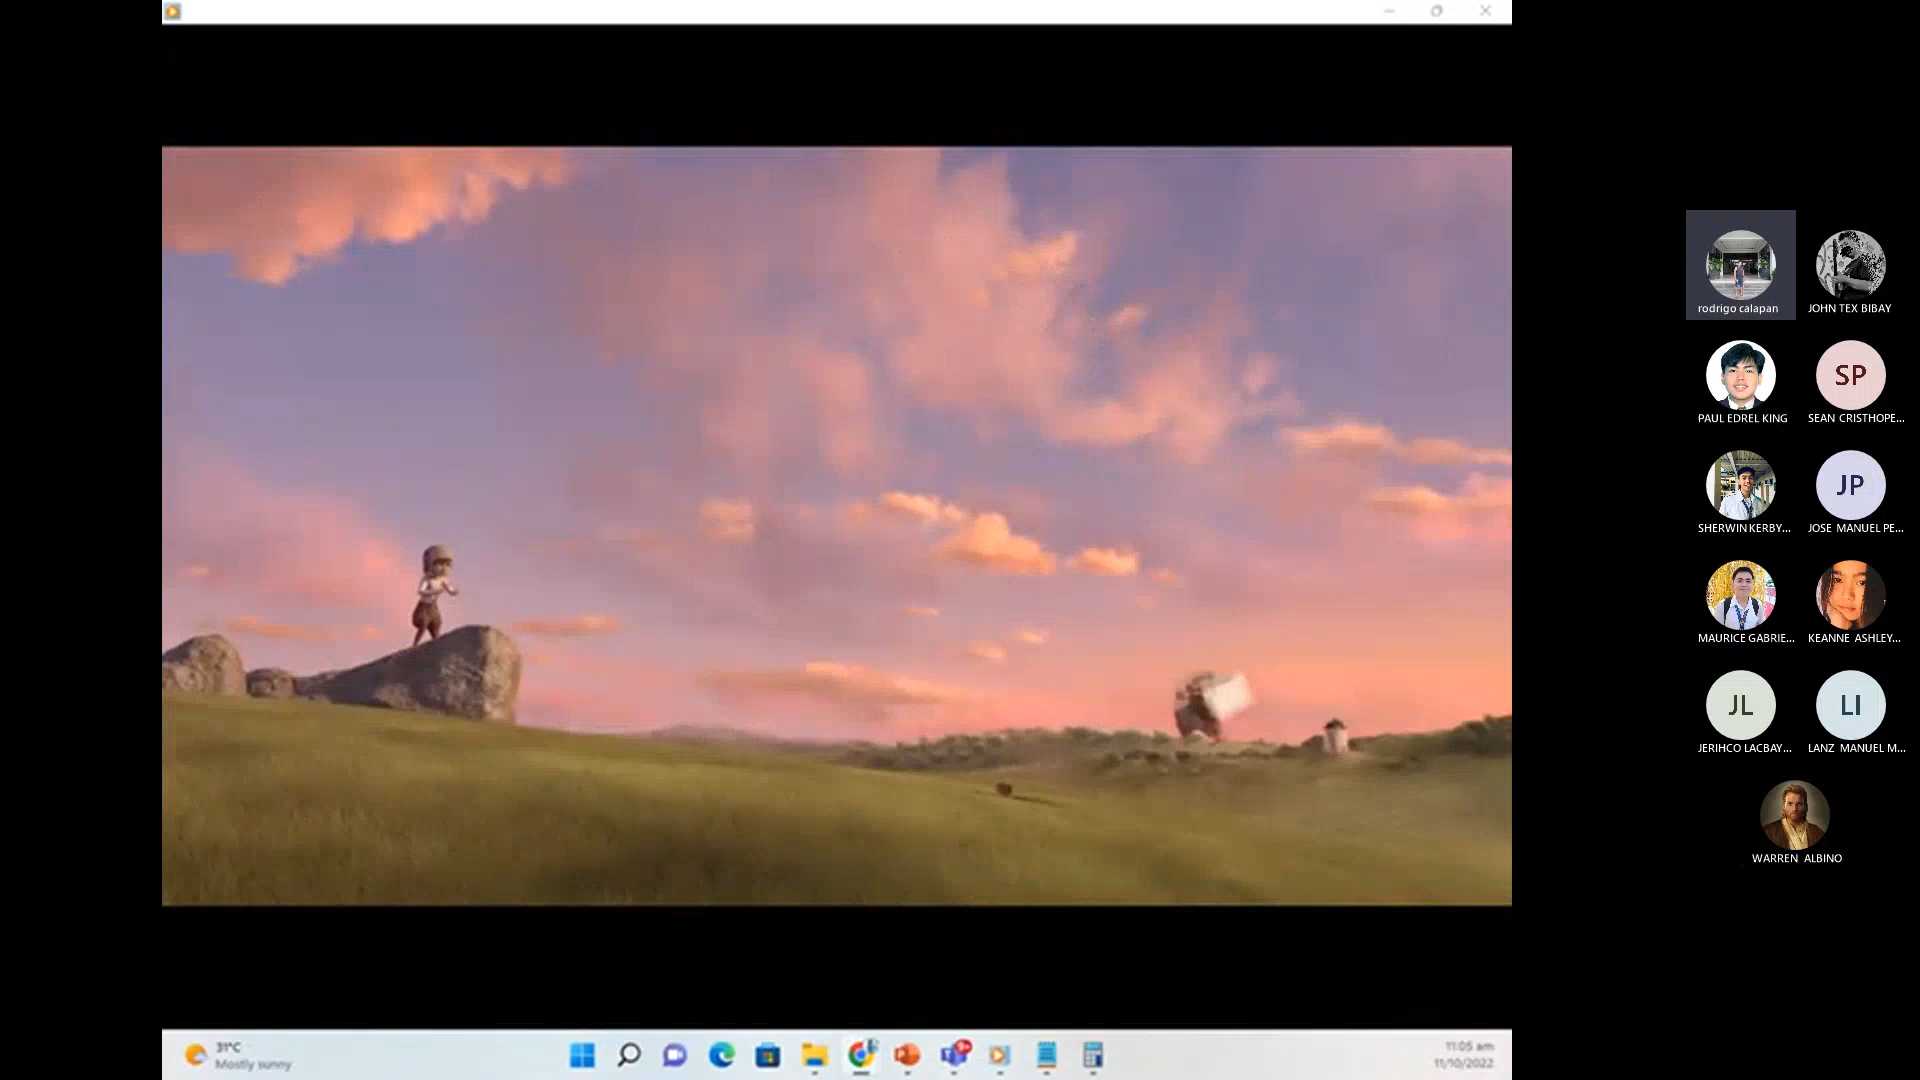 rodrigo calapan
JOHN TEX BIBAY
PAUL EDREL KING
SP
SEAN CRISTHOPE...
SHERWIN KERBY...
JP
JOSE MANUEL PE...
MAURICE GABRIE...
KEANNE ASHLEY...
JL
JERIHCO LACBAY...
LI
LANZ MANUEL M...
WARREN ALBINO
31°C
Mostly sunny
9+
11:05 am
11/10/2022